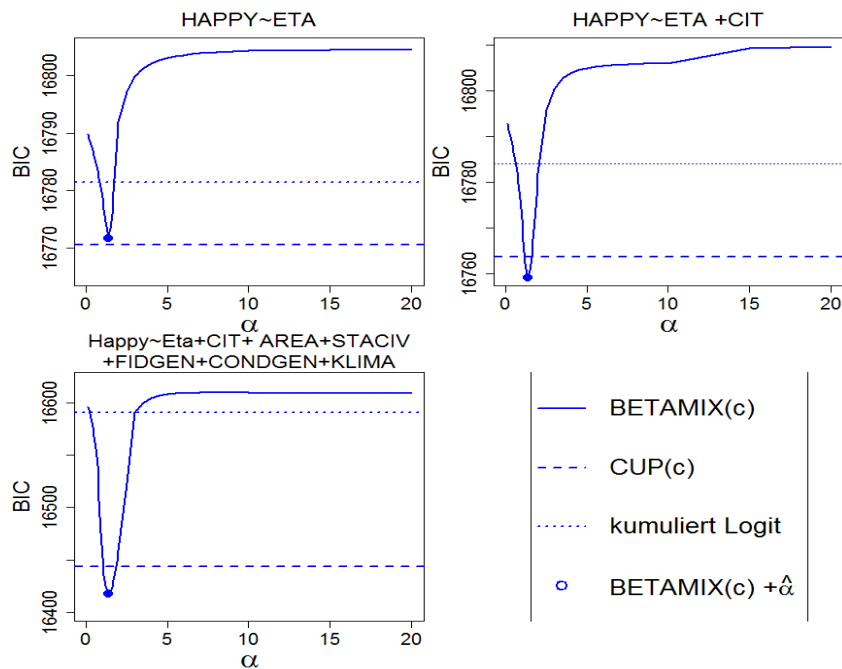 HAPPY~ETA
BIC
16770 16780 16790 16800
0 5 10 15 20
α
HAPPY~ETA +CIT
BIC
16760 16780 16800
0 5 10 15 20
α
Happy~Eta+CIT+ AREA+STACIV
+FIDGEN+CONDGEN+KLIMA
BIC
16400 16500 16600
0 5 10 15 20
α
BETAMIX(c)
CUP(c)
kumuliert Logit
BETAMIX(c) +α̂